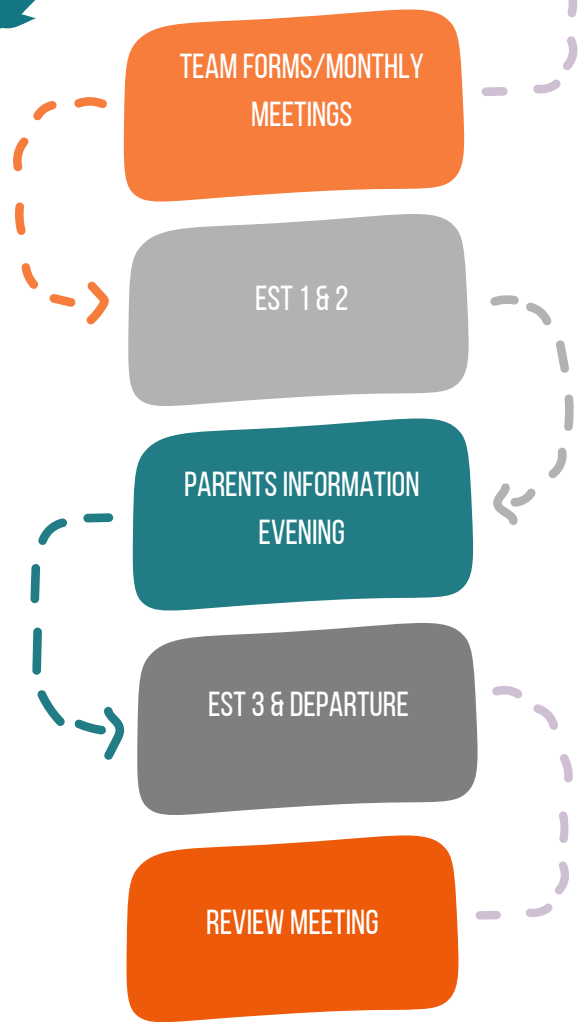 TEAM FORMS/MONTHLY
MEETINGS
EST 1 & 2
PARENTS INFORMATION
EVENING
EST 3 & DEPARTURE
REVIEW MEETING